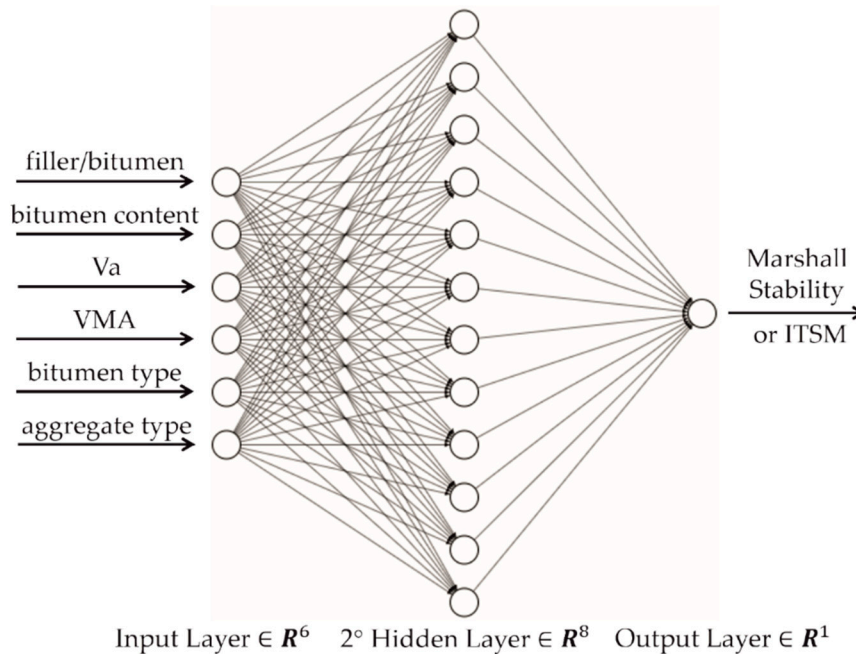 filler/bitumen
bitumen content
Va
VMA
bitumen type
aggregate type
Marshall
Stability
or ITSM
Input Layer ∈ R⁶ 2° Hidden Layer ∈ R⁸ Output Layer ∈ R¹